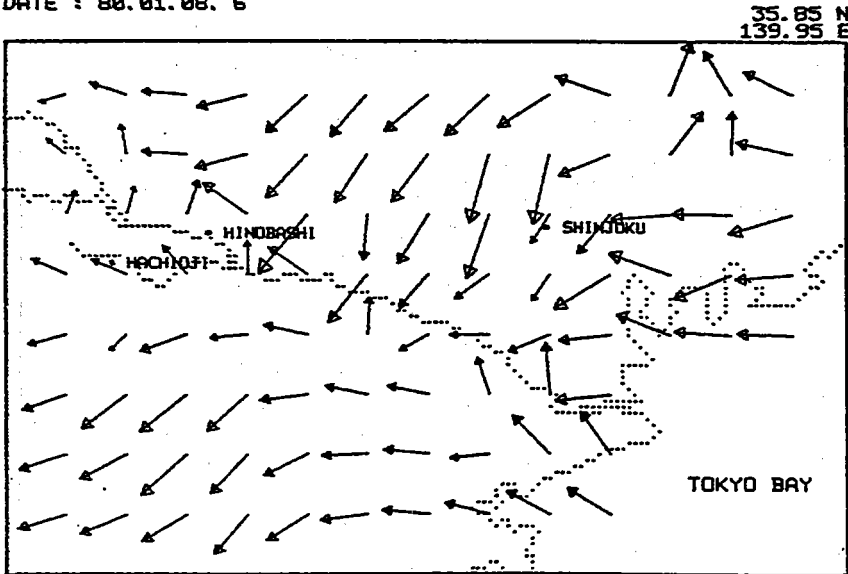 DATE : 80.01.08. 6
35.85 N
139.95 E
HINOBASHI
SHINJUKU
HACHIOJI
TOKYO BAY